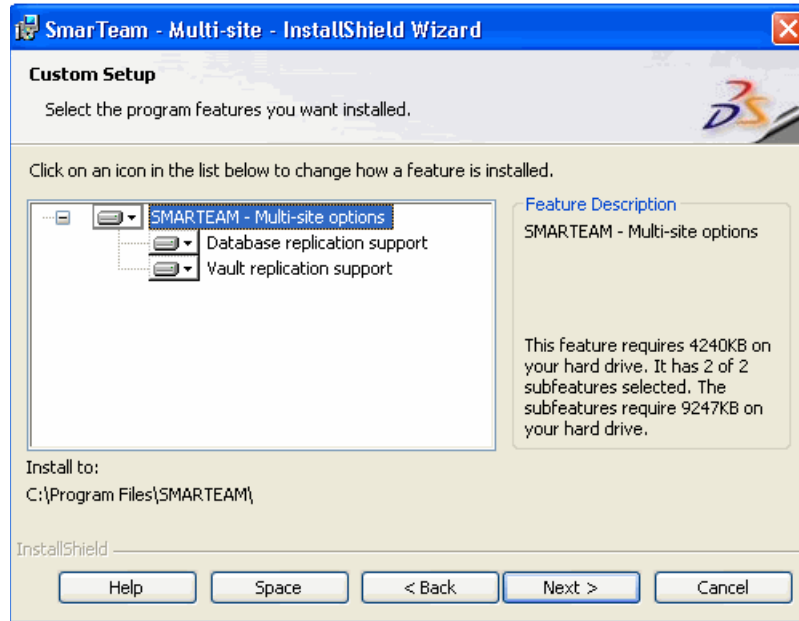 SmarTeam - Multi-site - InstallShield Wizard
Custom Setup
Select the program features you want installed.
Click on an icon in the list below to change how a feature is installed.
SMARTEAM - Multi-site options
Database replication support
Vault replication support
Feature Description
SMARTEAM - Multi-site options
This feature requires 4240KB on
your hard drive. It has 2 of 2
subfeatures selected. The
subfeatures require 9247KB on
your hard drive.
Install to:
C:\Program Files\SMARTEAM\
InstallShield
Help
Space
< Back
Next >
Cancel